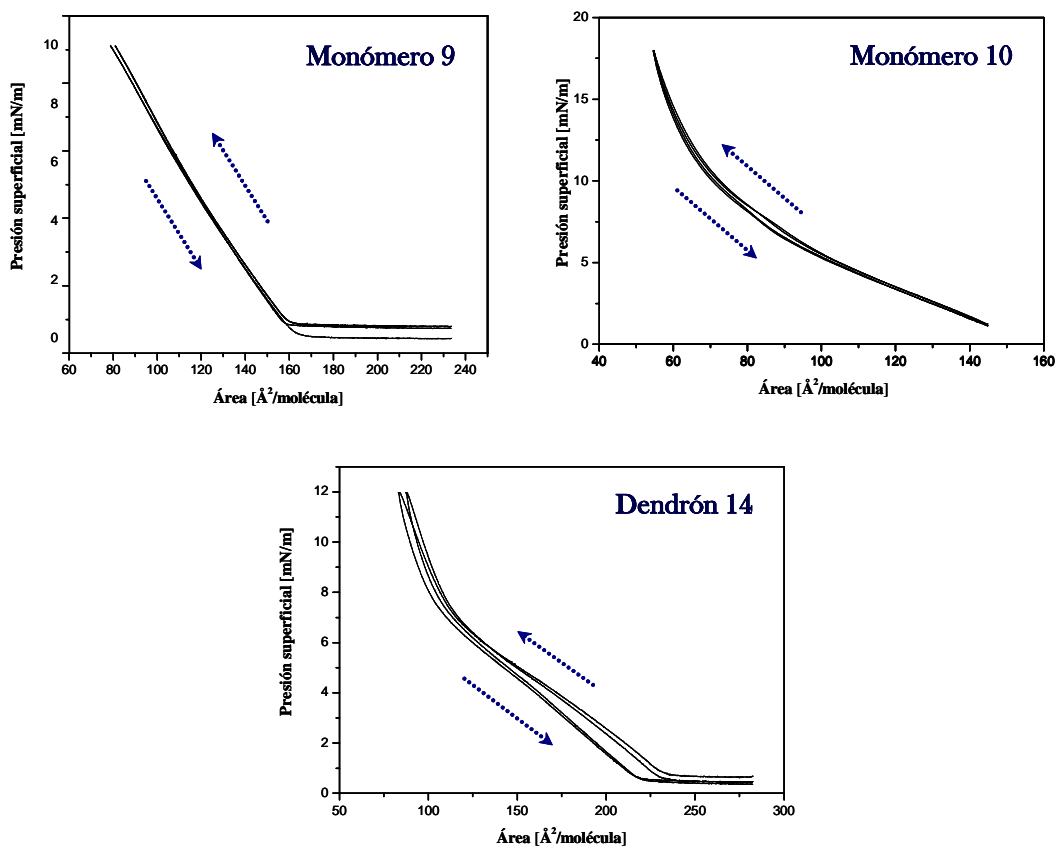 Monómero 9
Presión superficial [mN/m]
10
8
6
4
2
0
60 80 100 120 140 160 180 200 220 240
Área [Å²/molécula]
Monómero 10
Presión superficial [mN/m]
20
15
10
5
0
40 60 80 100 120 140 160
Área [Å²/molécula]
Dendrón 14
Presión superficial [mN/m]
12
10
8
6
4
2
0
50 100 150 200 250 300
Área [Å²/molécula]